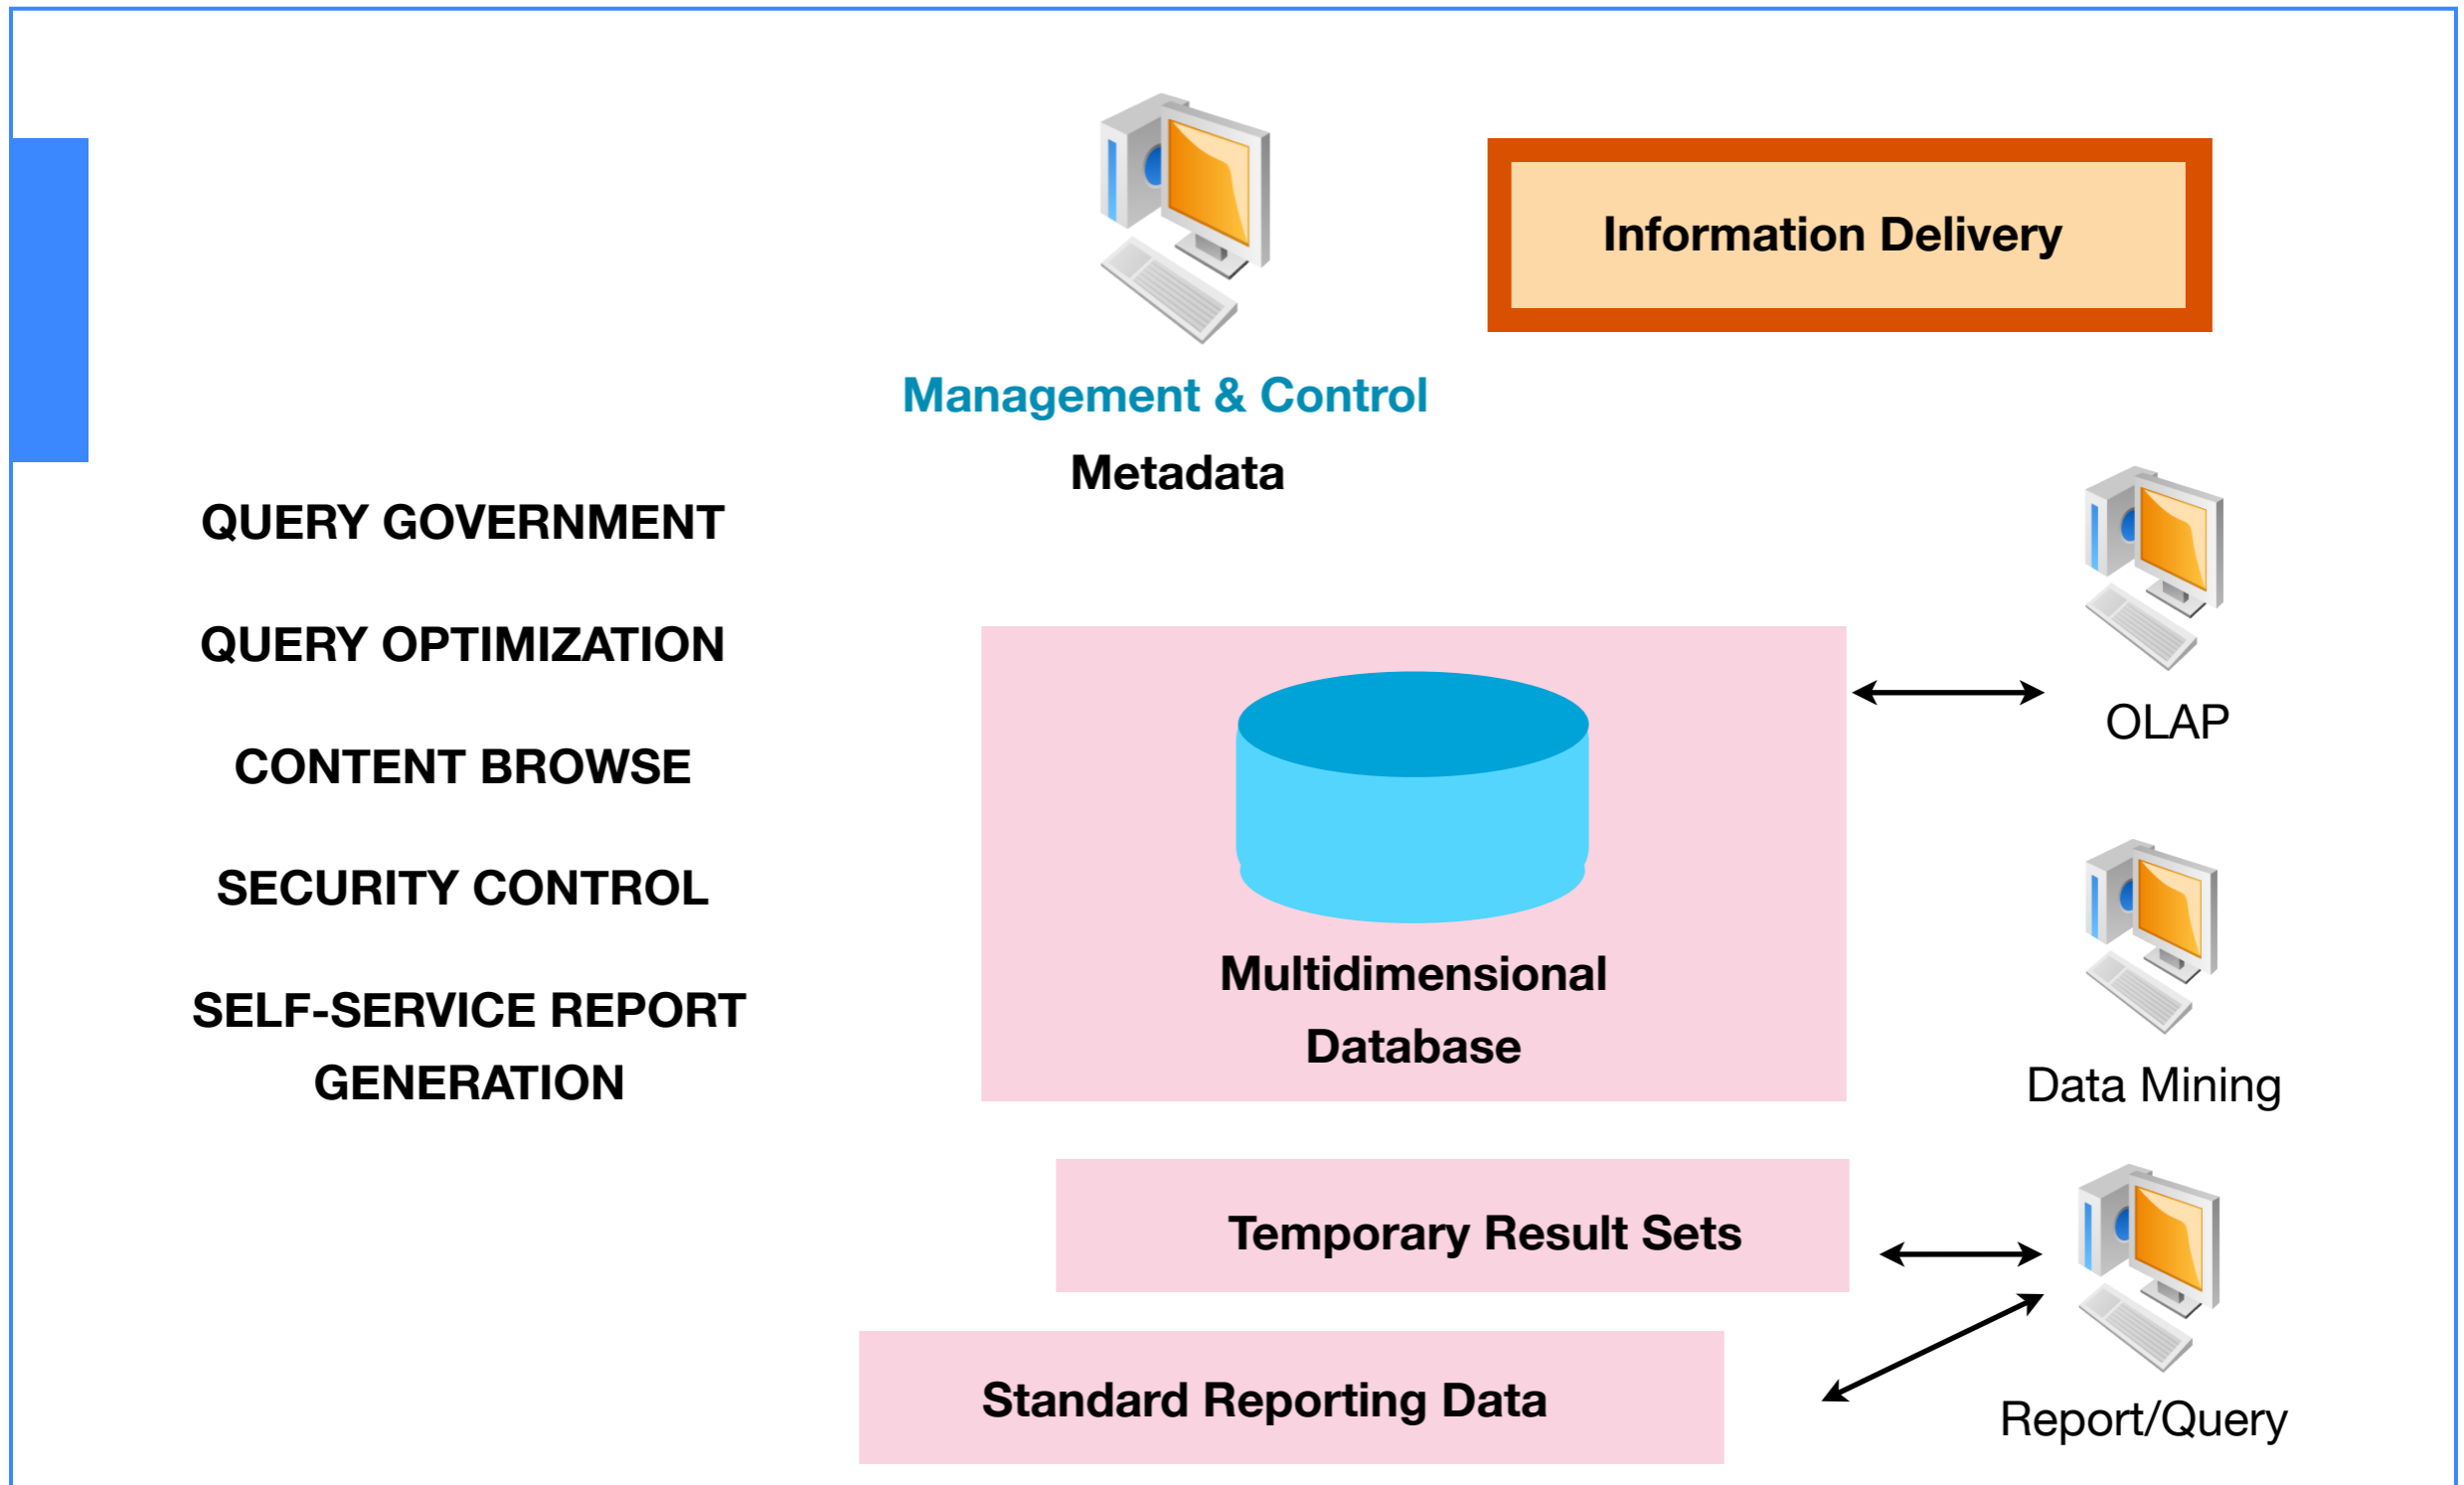 Information Delivery
Management & Control
Metadata
QUERY GOVERNMENT
QUERY OPTIMIZATION
CONTENT BROWSE
SECURITY CONTROL
SELF-SERVICE REPORT
GENERATION
Multidimensional
Database
Temporary Result Sets
Standard Reporting Data
OLAP
Data Mining
Report/Query